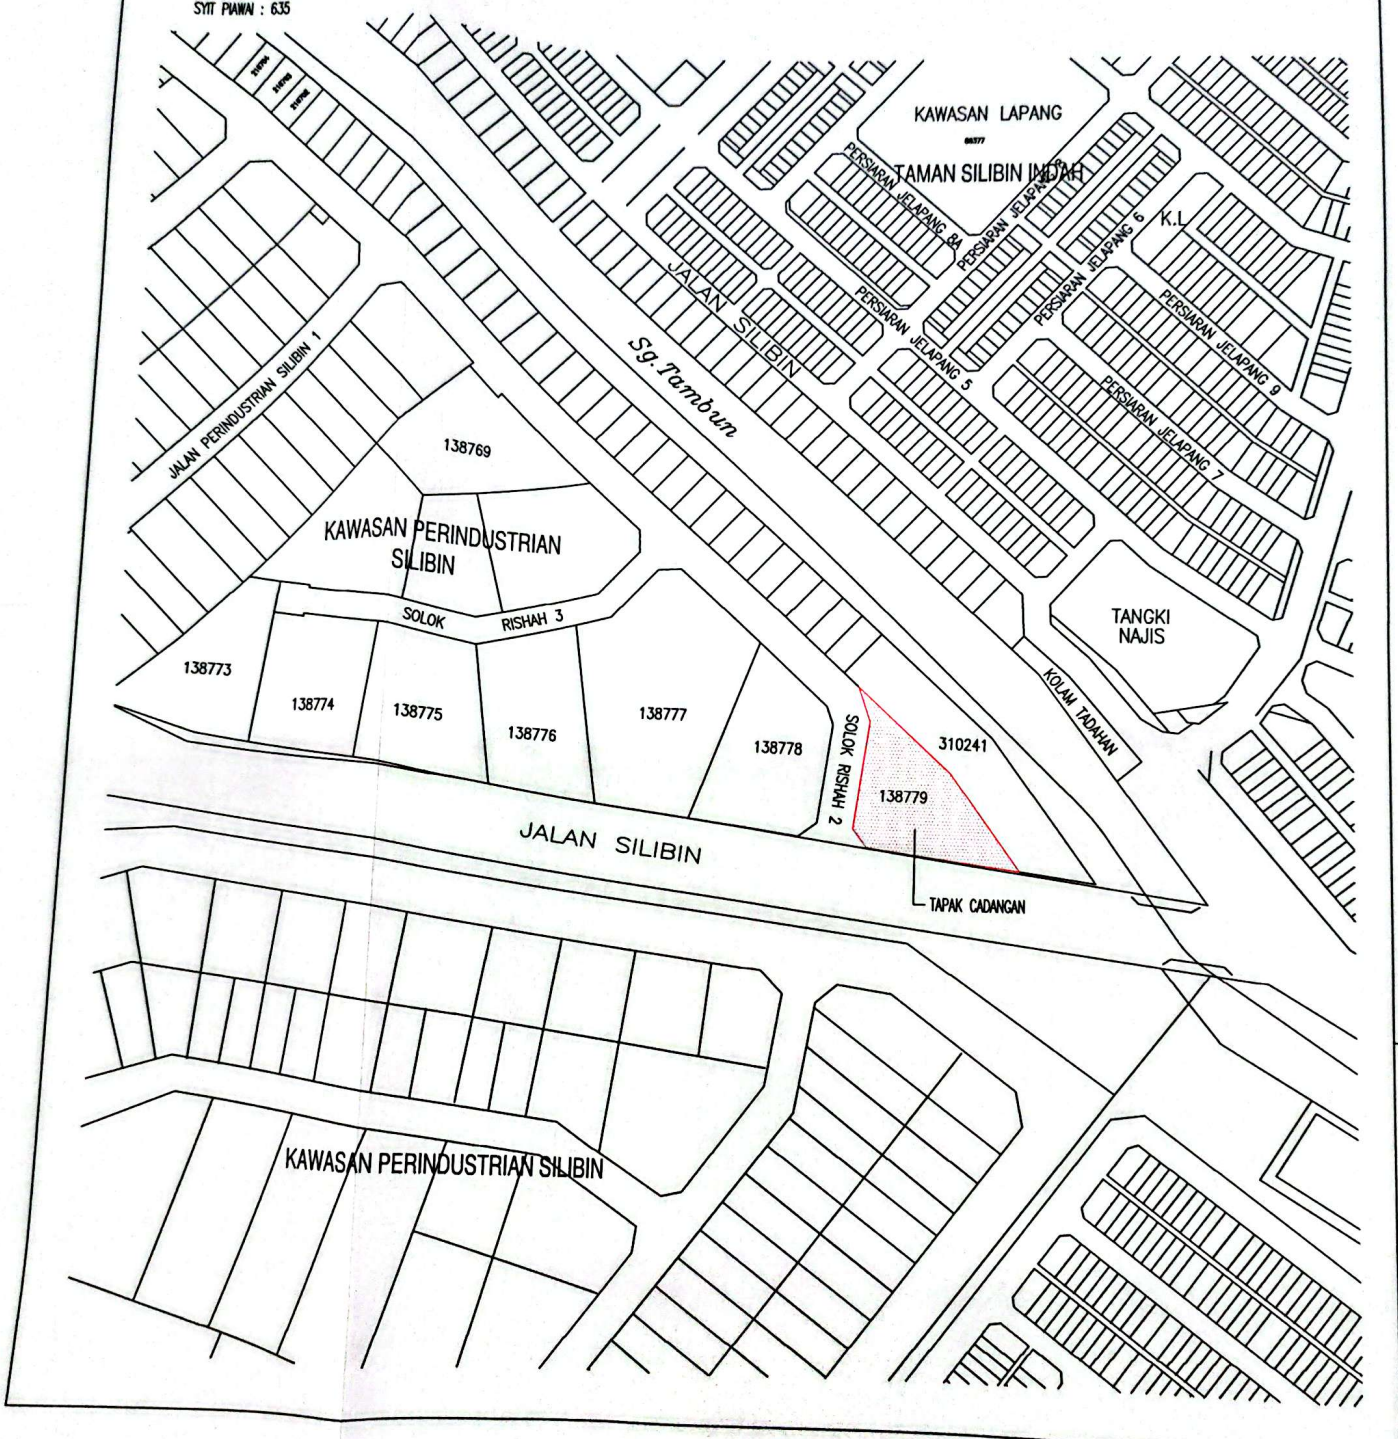 SYIT PIAWAI : 635
KAWASAN LAPANG
TAMAN SILIBIN INDAH
PERSIARAN JELAPANG 8A
PERSIARAN JELAPANG
PERSIARAN JELAPANG 6
K.L
PERSIARAN JELAPANG 9
PERSIARAN JELAPANG 5
PERSIARAN JELAPANG 7
JALAN SILIBIN
Sg.Tambun
JALAN PERINDUSTRIAN SILIBIN 1
138769
KAWASAN PERINDUSTRIAN
SILIBIN
SOLOK RISHAH 3
TANGKI
NAJIS
KOLAM TADAHAN
138773
138774
138775
138776
138777
138778
SOLOK RISHAH 2
310241
138779
JALAN SILIBIN
TAPAK CADANGAN
KAWASAN PERINDUSTRIAN SILIBIN